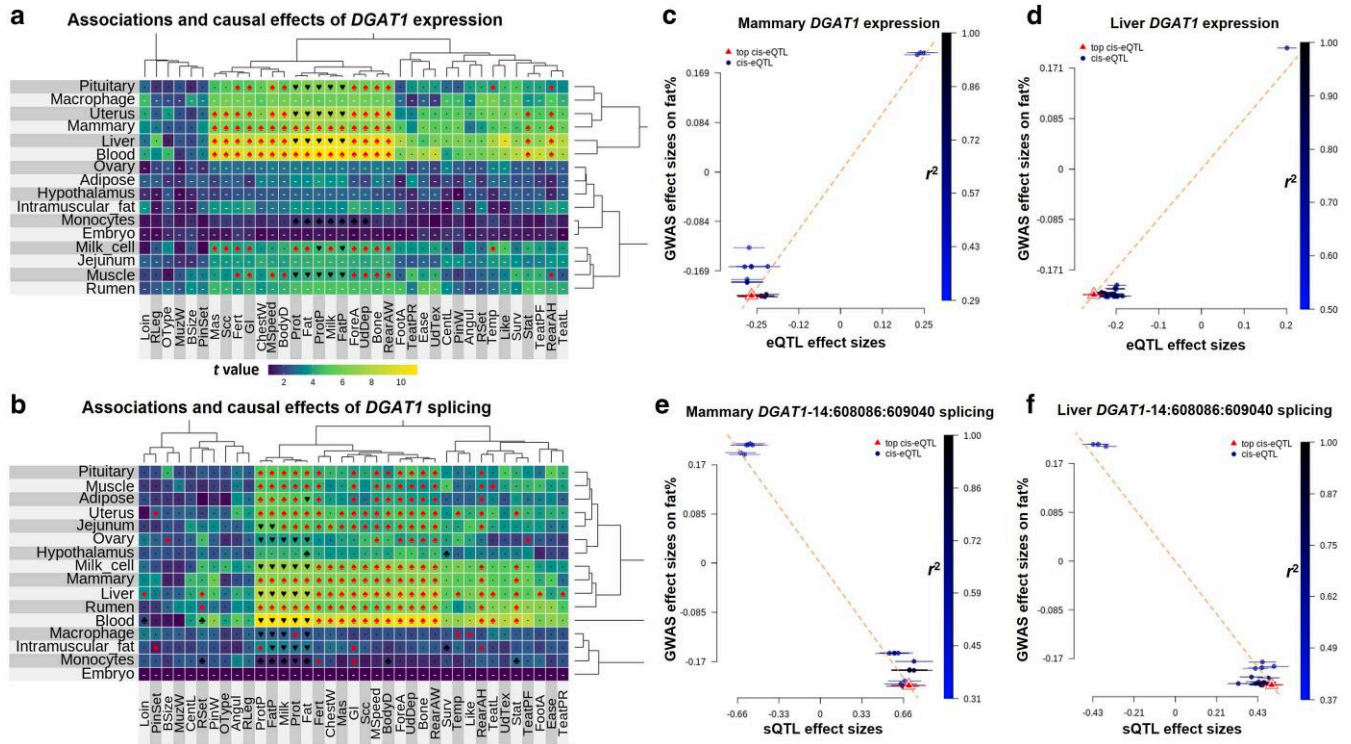 a
Associations and causal effects of DGAT1 expression
Pituitary
Macrophage
Uterus
Mammary
Liver
Blood
Ovary
Adipose
Hypothalamus
Intramuscular_fat
Monocytes
Embryo
Milk_cell
Jejunum
Muscle
Rumen
Loin
RLeg
OType
MuzW
BSize
PinSet
Mas
Scc
Fert
Gl
ChestW
MSpeed
BodyD
Prot
Fat
ProtP
Milk
FatP
ForeA
UdDep
Bone
RearAW
FootA
TeatPR
Ease
UdTex
CentL
PinW
Angul
RSet
Temp
Like
Surv
Stat
TeatPF
RearAH
TeatL
t value
2 4 6 8 10
b
Associations and causal effects of DGAT1 splicing
Pituitary
Muscle
Adipose
Uterus
Jejunum
Ovary
Hypothalamus
Milk_cell
Mammary
Liver
Rumen
Blood
Macrophage
Intramuscular_fat
Monocytes
Embryo
Loin
PinSet
BSize
MuzW
CentL
RSet
PinW
OType
Angul
RLeg
ProtP
FatP
Milk
Prot
Fat
Fert
ChestW
Mas
Gl
Scc
MSpeed
BodyD
ForeA
UdDep
Bone
RearAW
Surv
Temp
Like
RearAH
TeatL
UdTex
Stat
TeatPF
FootA
Ease
TeatPR
c
Mammary DGAT1 expression
top cis-eQTL
cis-eQTL
GWAS effect sizes on fat%
0.169
0.084
0
-0.084
-0.169
-0.25 -0.12 0 0.12 0.25
eQTL effect sizes
r2
1.00
0.86
0.72
0.57
0.43
0.29
d
Liver DGAT1 expression
top cis-eQTL
cis-eQTL
GWAS effect sizes on fat%
0.171
0.085
0
-0.085
-0.171
-0.2 -0.1 0 0.1 0.2
eQTL effect sizes
r2
1.00
0.90
0.80
0.70
0.60
0.50
e
Mammary DGAT1-14:608086:609040 splicing
top cis-eQTL
cis-eQTL
GWAS effect sizes on fat%
0.17
0.085
0
-0.085
-0.17
-0.66 -0.33 0 0.33 0.66
sQTL effect sizes
r2
1.00
0.86
0.72
0.59
0.45
0.31
f
Liver DGAT1-14:608086:609040 splicing
top cis-eQTL
cis-eQTL
GWAS effect sizes on fat%
0.17
0.085
0
-0.085
-0.17
-0.43 -0.21 0 0.21 0.43
sQTL effect sizes
r2
1.00
0.87
0.75
0.62
0.50
0.37